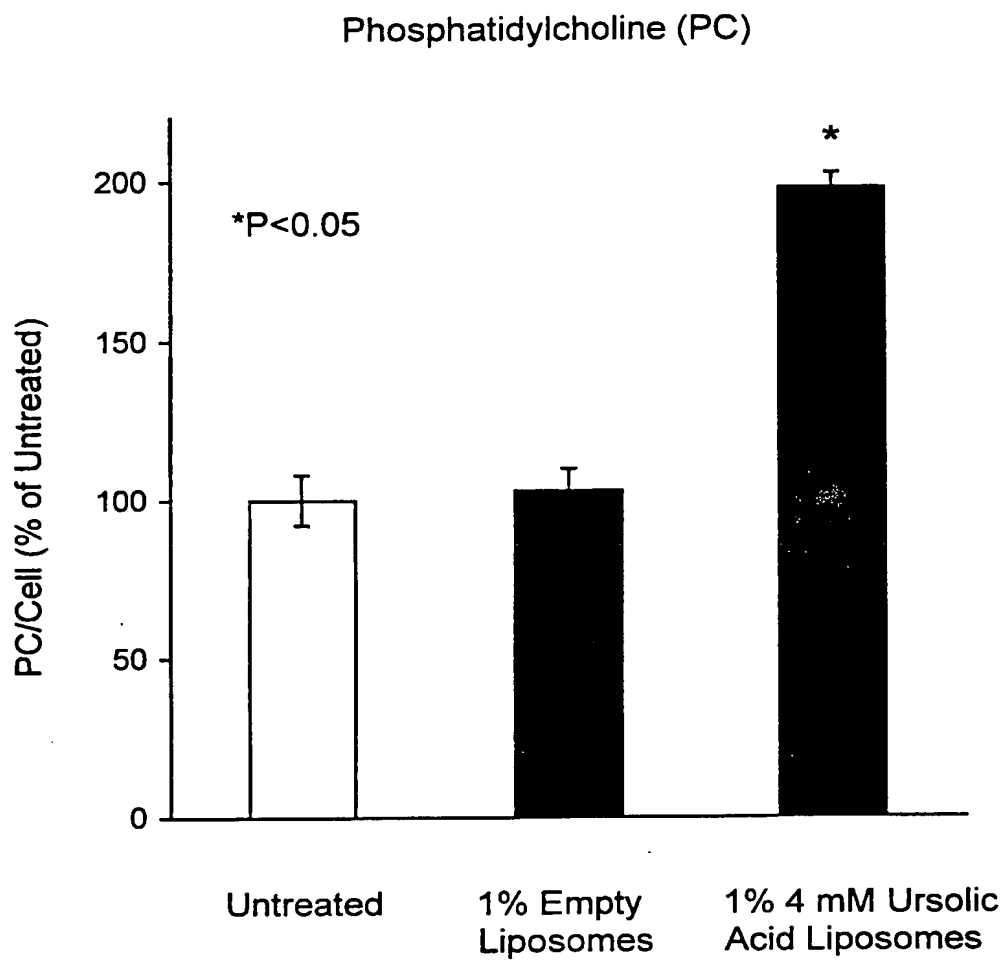 Phosphatidylcholine (PC)
*
200
*P<0.05
150
100
50
0
PC/Cell (% of Untreated)
Untreated
1% Empty
Liposomes
1% 4 mM Ursolic
Acid Liposomes